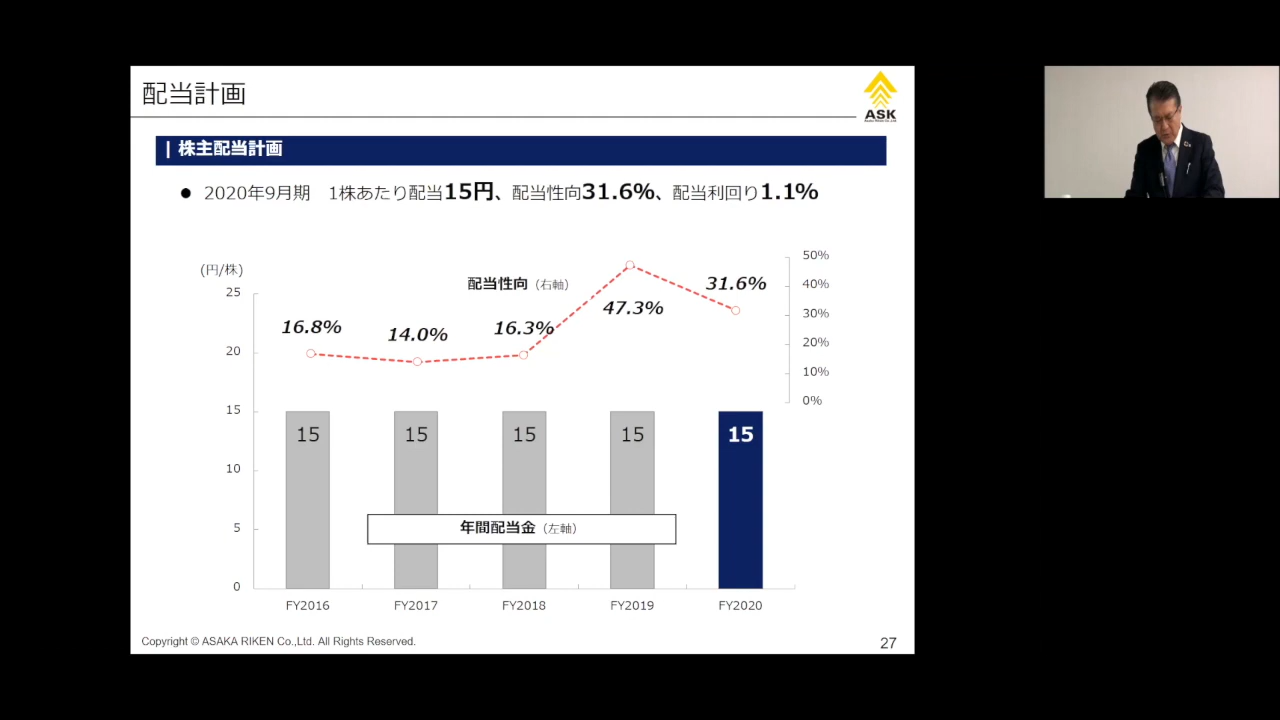 配当計画
ASK
| 株主配当計画
● 2020年9月期　1株あたり配当15円、配当性向31.6%、配当利回り1.1%
(円/株)
配当性向（右軸）
25
20
15
10
5
0
50%
40%
30%
20%
10%
0%
16.8%
14.0%
16.3%
47.3%
31.6%
15
15
15
15
15
年間配当金（左軸）
FY2016
FY2017
FY2018
FY2019
FY2020
Copyright © ASAKA RIKEN Co.,Ltd. All Rights Reserved.
27